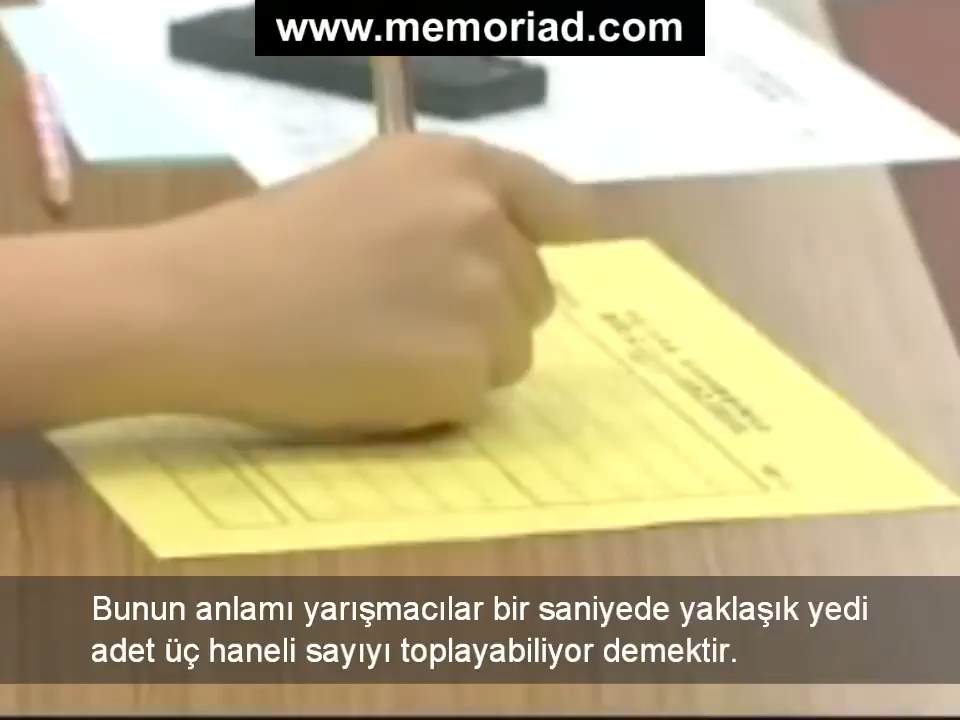 www.memoriad.com
Bunun anlamı yarışmacılar bir saniyede yaklaşık yedi
adet üç haneli sayıyı toplayabiliyor demektir.